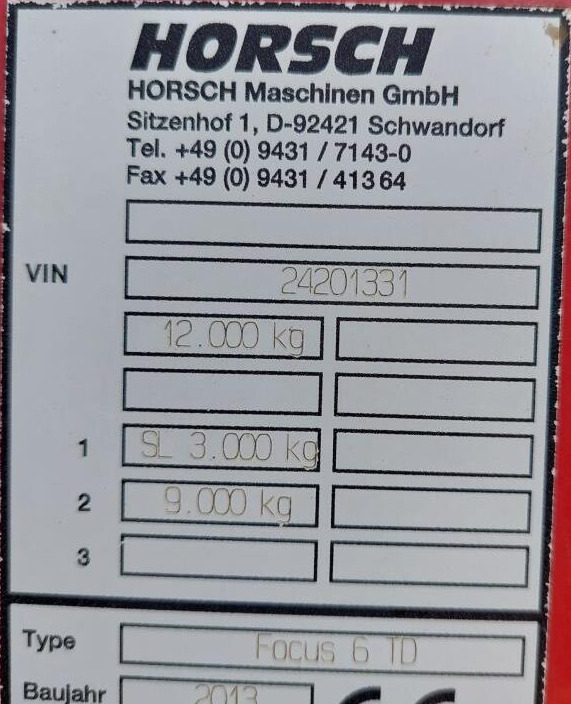 HORSCH
HORSCH Maschinen GmbH
Sitzenhof 1, D-92421 Schwandorf
Tel. +49 (0) 9431 / 7143-0
Fax +49 (0) 9431 / 41364
VIN 24201331
12.000 kg
1 SL 3.000 kg
2 9.000 kg
3
Type Focus 6 TD
Baujahr 2013 CE